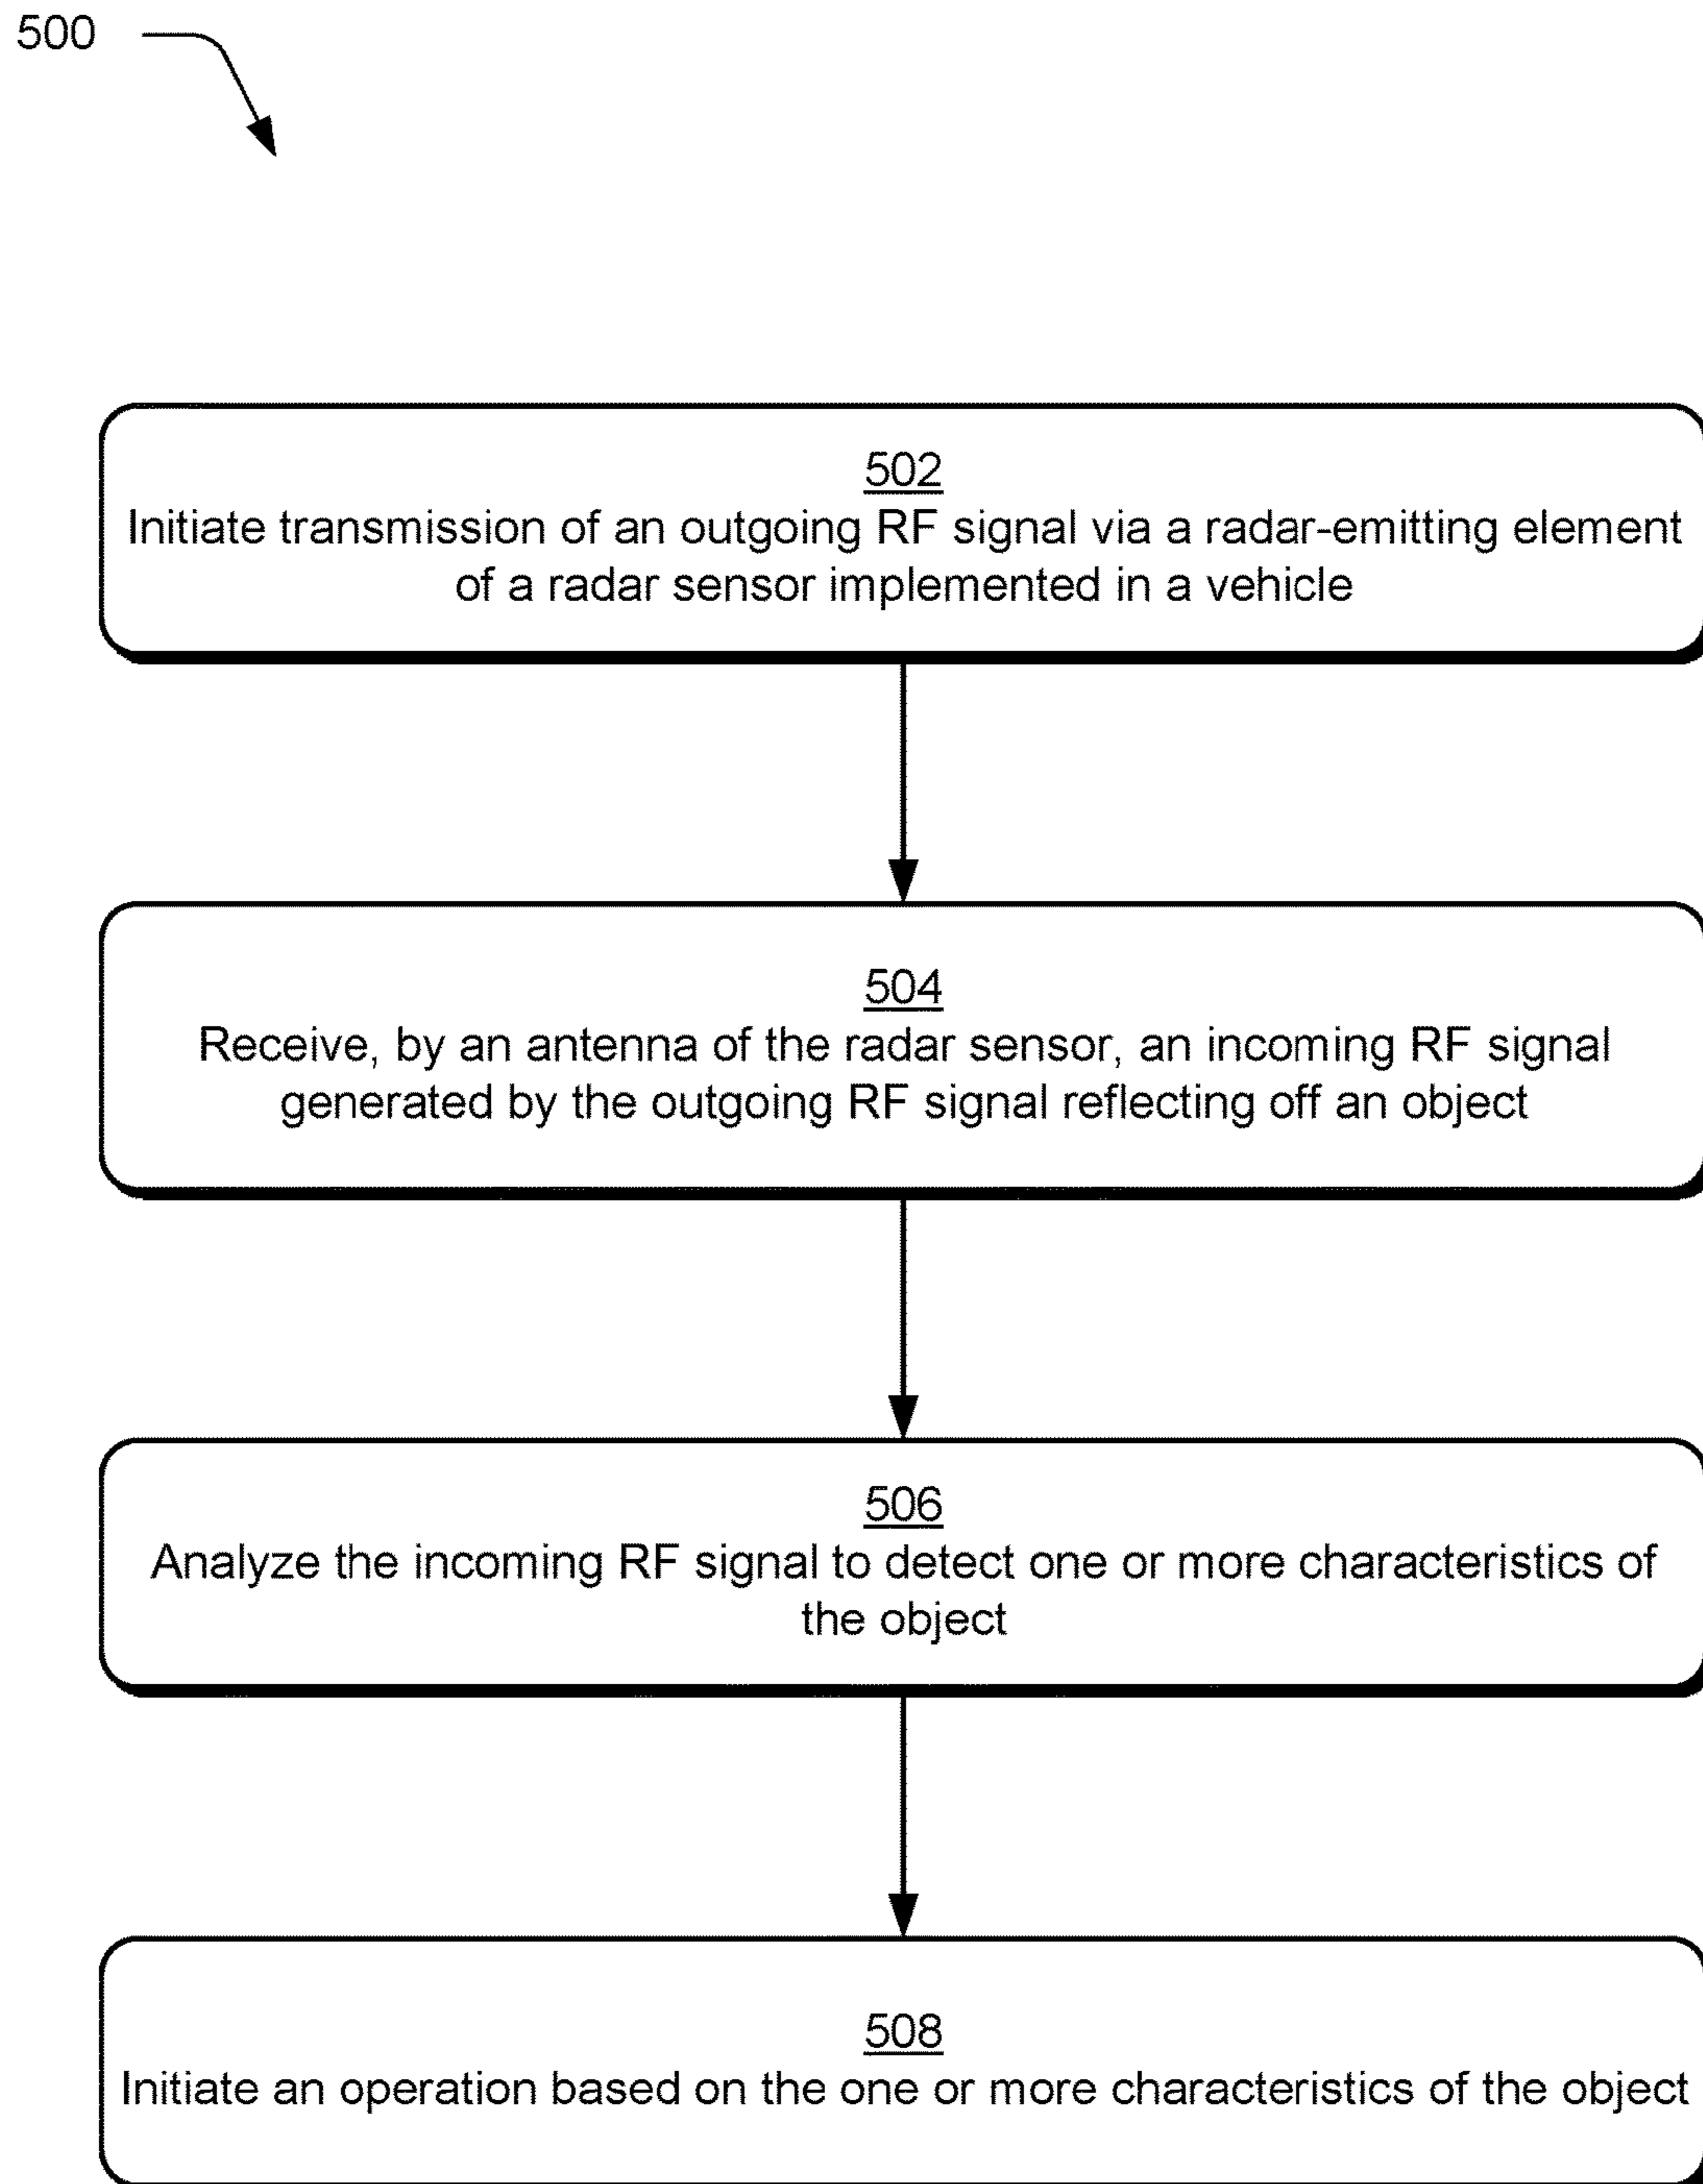 500
502
Initiate transmission of an outgoing RF signal via a radar-emitting element
of a radar sensor implemented in a vehicle
504
Receive, by an antenna of the radar sensor, an incoming RF signal
generated by the outgoing RF signal reflecting off an object
506
Analyze the incoming RF signal to detect one or more characteristics of
the object
508
Initiate an operation based on the one or more characteristics of the object